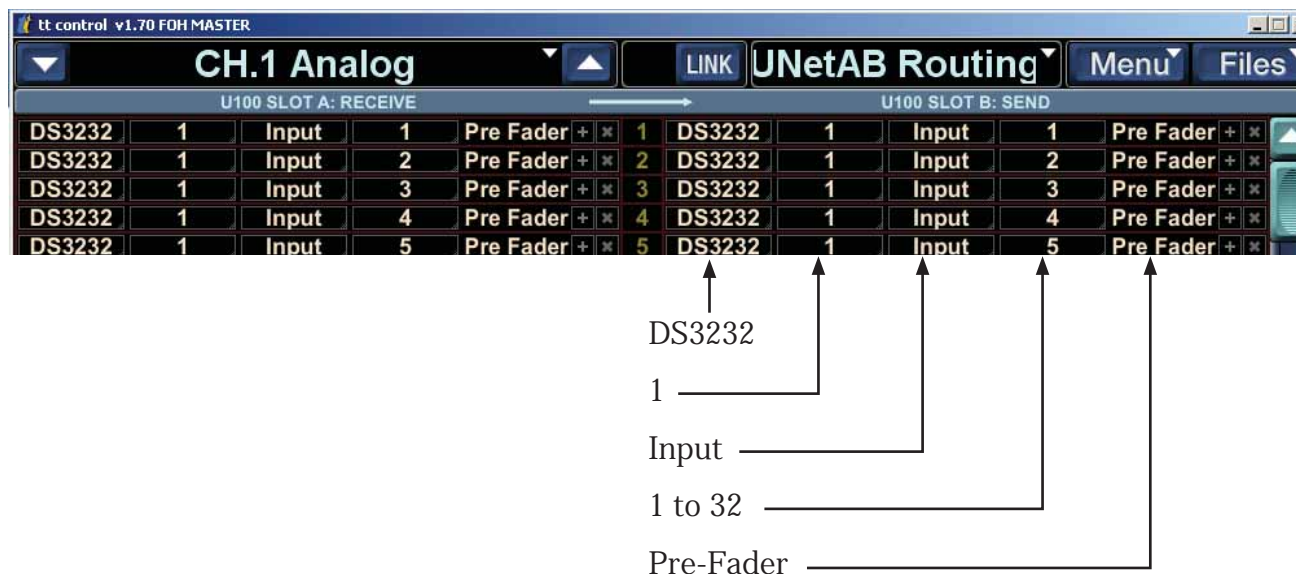 tt control v1.70 FOH MASTER
CH.1 Analog LINK UNetAB Routing Menu Files
U100 SLOT A: RECEIVE U100 SLOT B: SEND
DS3232 1 Input 1 Pre Fader + × 1 DS3232 1 Input 1 Pre Fader + ×
DS3232 1 Input 2 Pre Fader + × 2 DS3232 1 Input 2 Pre Fader + ×
DS3232 1 Input 3 Pre Fader + × 3 DS3232 1 Input 3 Pre Fader + ×
DS3232 1 Input 4 Pre Fader + × 4 DS3232 1 Input 4 Pre Fader + ×
DS3232 1 Input 5 Pre Fader + × 5 DS3232 1 Input 5 Pre Fader + ×
DS3232
1
Input
1 to 32
Pre-Fader